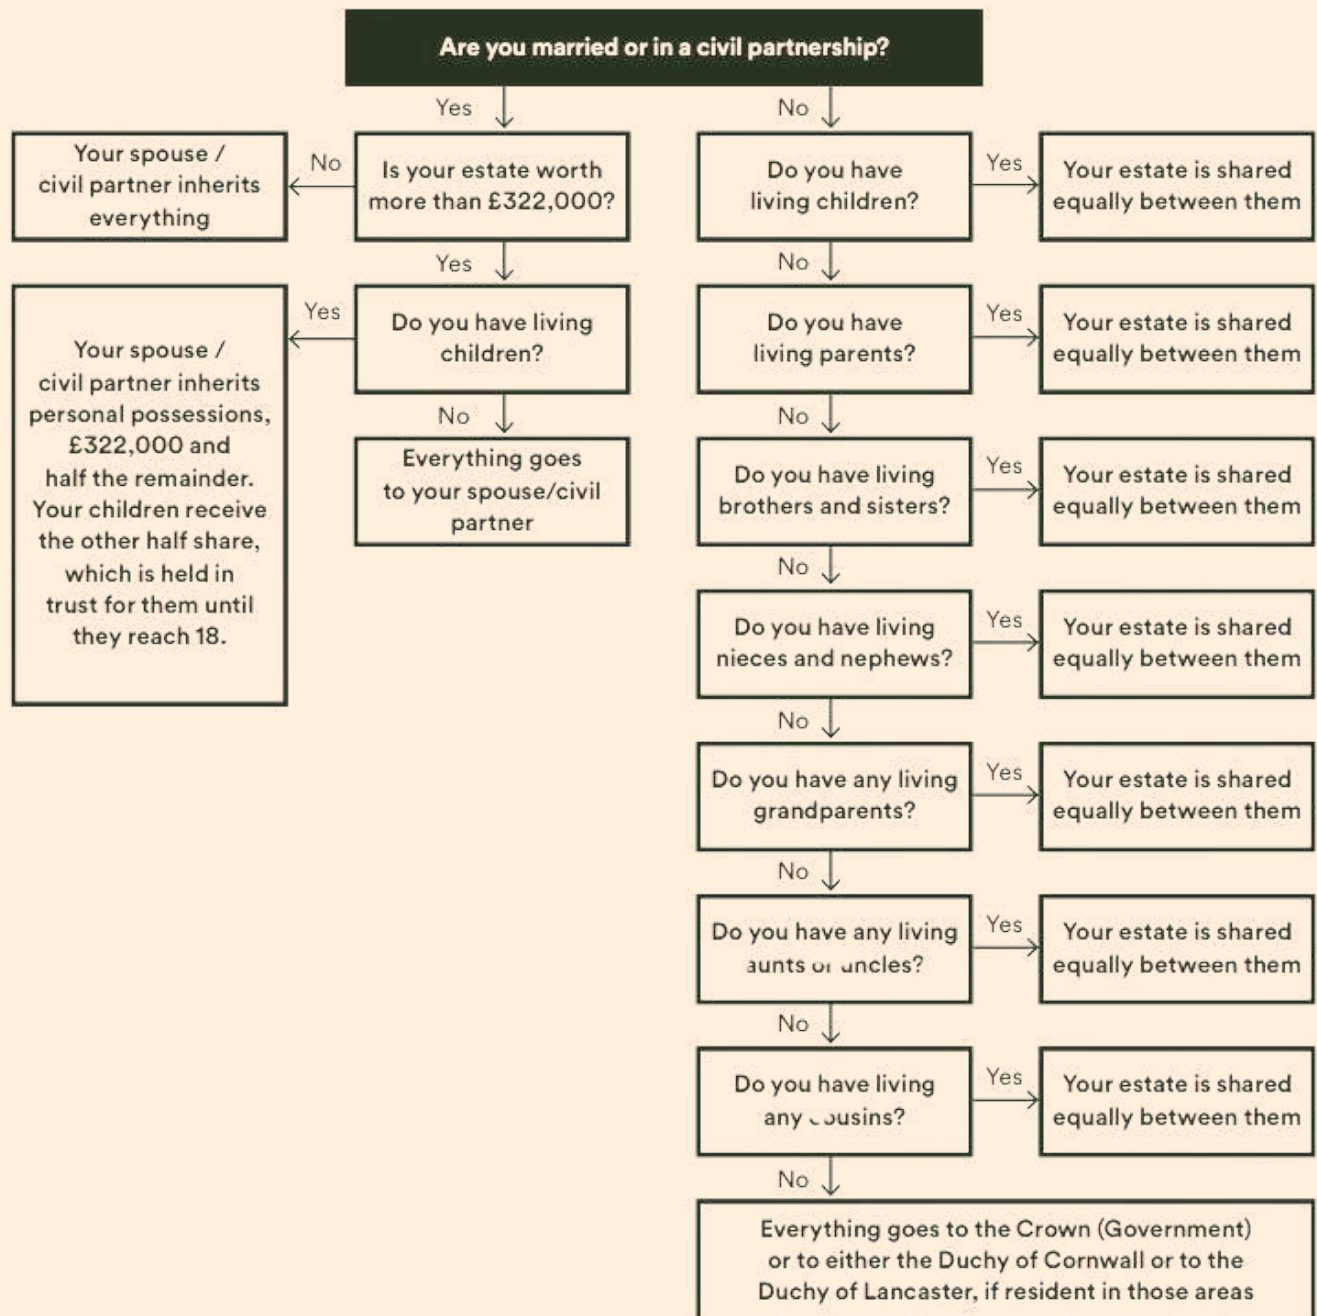 Are you married or in a civil partnership?
Yes
No
Your spouse /
civil partner inherits
everything
No
Is your estate worth
more than £322,000?
Do you have
living children?
Yes
Your estate is shared
equally between them
Yes
No
Your spouse /
civil partner inherits
personal possessions,
£322,000 and
half the remainder.
Your children receive
the other half share,
which is held in
trust for them until
they reach 18.
Yes
Do you have living
children?
Do you have
living parents?
Yes
Your estate is shared
equally between them
No
No
Everything goes
to your spouse/civil
partner
Do you have living
brothers and sisters?
Yes
Your estate is shared
equally between them
No
Do you have living
nieces and nephews?
Yes
Your estate is shared
equally between them
No
Do you have any living
grandparents?
Yes
Your estate is shared
equally between them
No
Do you have any living
aunts or uncles?
Yes
Your estate is shared
equally between them
No
Do you have living
any cousins?
Yes
Your estate is shared
equally between them
No
Everything goes to the Crown (Government)
or to either the Duchy of Cornwall or to the
Duchy of Lancaster, if resident in those areas